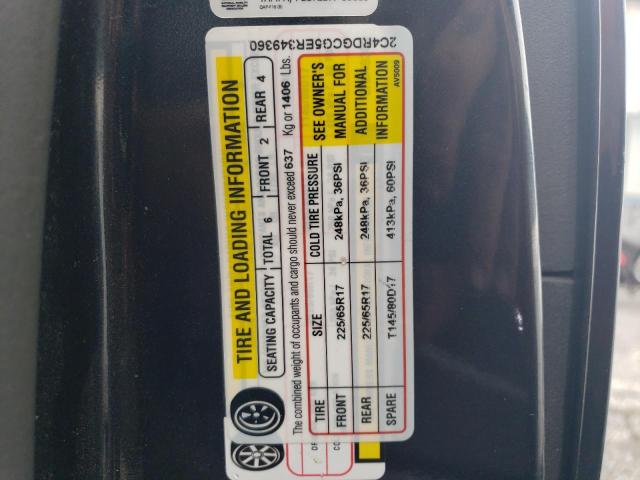 TIRE AND LOADING INFORMATION
SEATING CAPACITY TOTAL 6 FRONT 2 REAR 4
The combined weight of occupants and cargo should never exceed 637 Kg or 1406 Lbs.
TIRE SIZE COLD TIRE PRESSURE SEE OWNER'S
FRONT 225/65R17 248kPa, 36PSI MANUAL FOR
REAR 225/65R17 248kPa, 36PSI ADDITIONAL
SPARE T145/80D17 413kPa, 60PSI INFORMATION
AV5009
2C4RDGCG5ER349360